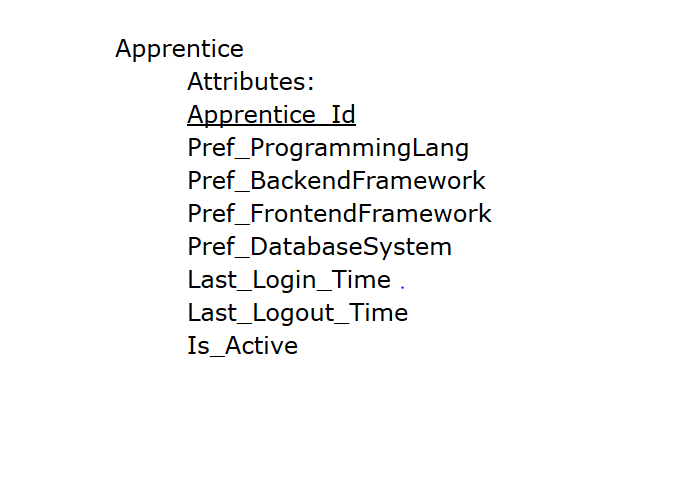 Apprentice
Attributes:
Apprentice_Id
Pref_ProgrammingLang
Pref_BackendFramework
Pref_FrontendFramework
Pref_DatabaseSystem
Last_Login_Time .
Last_Logout_Time
Is_Active